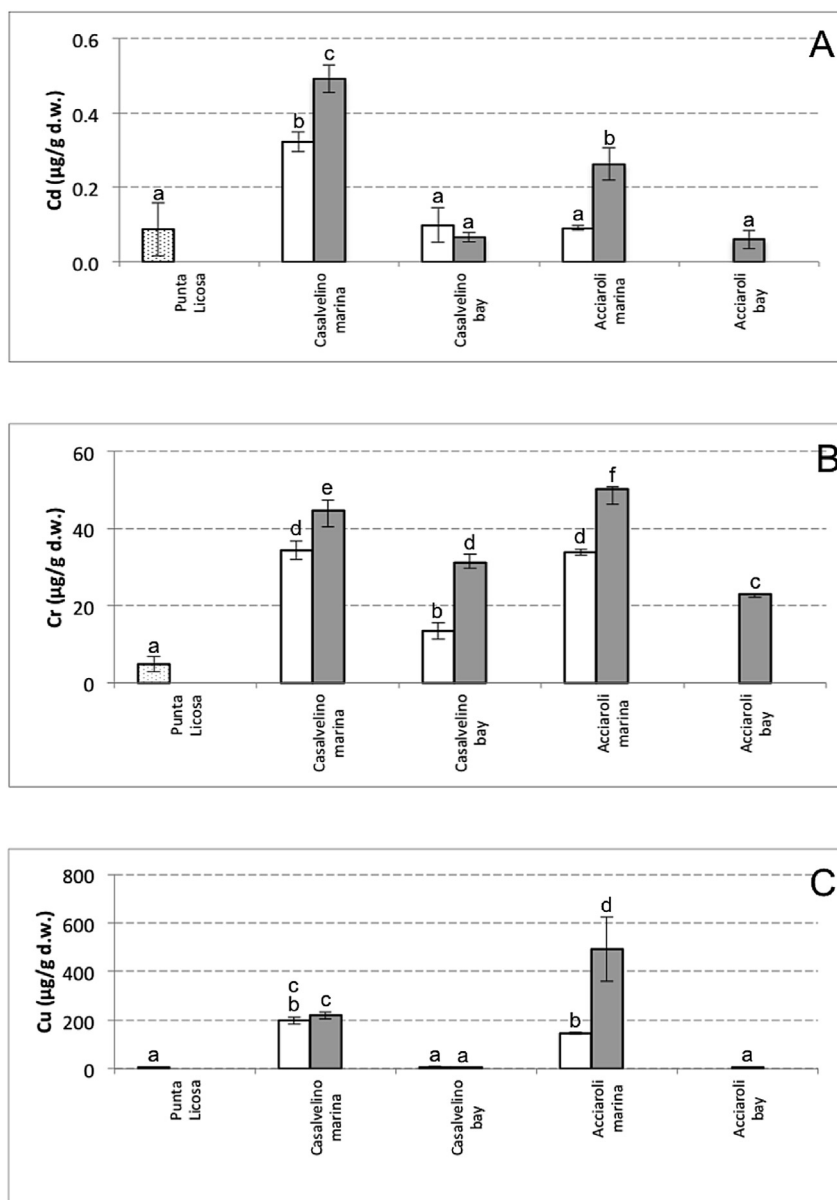 A
Cd (µg/g d.w.)
0.6
0.4
0.2
0.0
a
b
c
a
a
a
b
a
Punta
Licosa
Casalvelino
marina
Casalvelino
bay
Acciaroli
marina
Acciaroli
bay
B
Cr (µg/g d.w.)
60
40
20
0
a
d
e
b
d
d
f
c
Punta
Licosa
Casalvelino
marina
Casalvelino
bay
Acciaroli
marina
Acciaroli
bay
C
Cu (µg/g d.w.)
800
600
400
200
0
a
c
b
c
a
a
b
d
a
Punta
Licosa
Casalvelino
marina
Casalvelino
bay
Acciaroli
marina
Acciaroli
bay